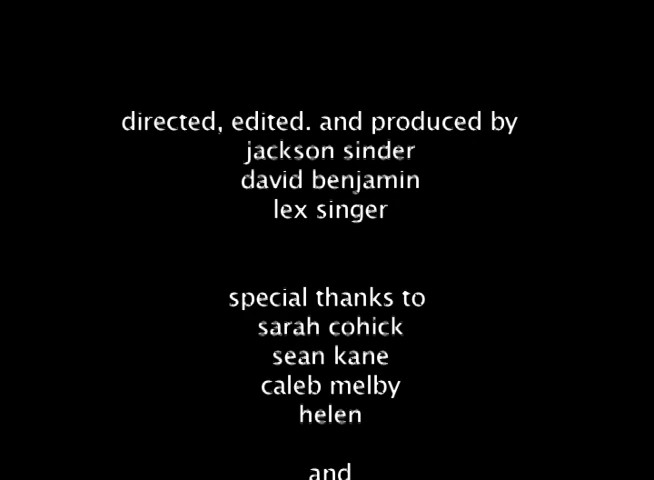 directed, edited. and produced by
jackson sinder
david benjamin
lex singer
special thanks to
sarah cohick
sean kane
caleb melby
helen
and